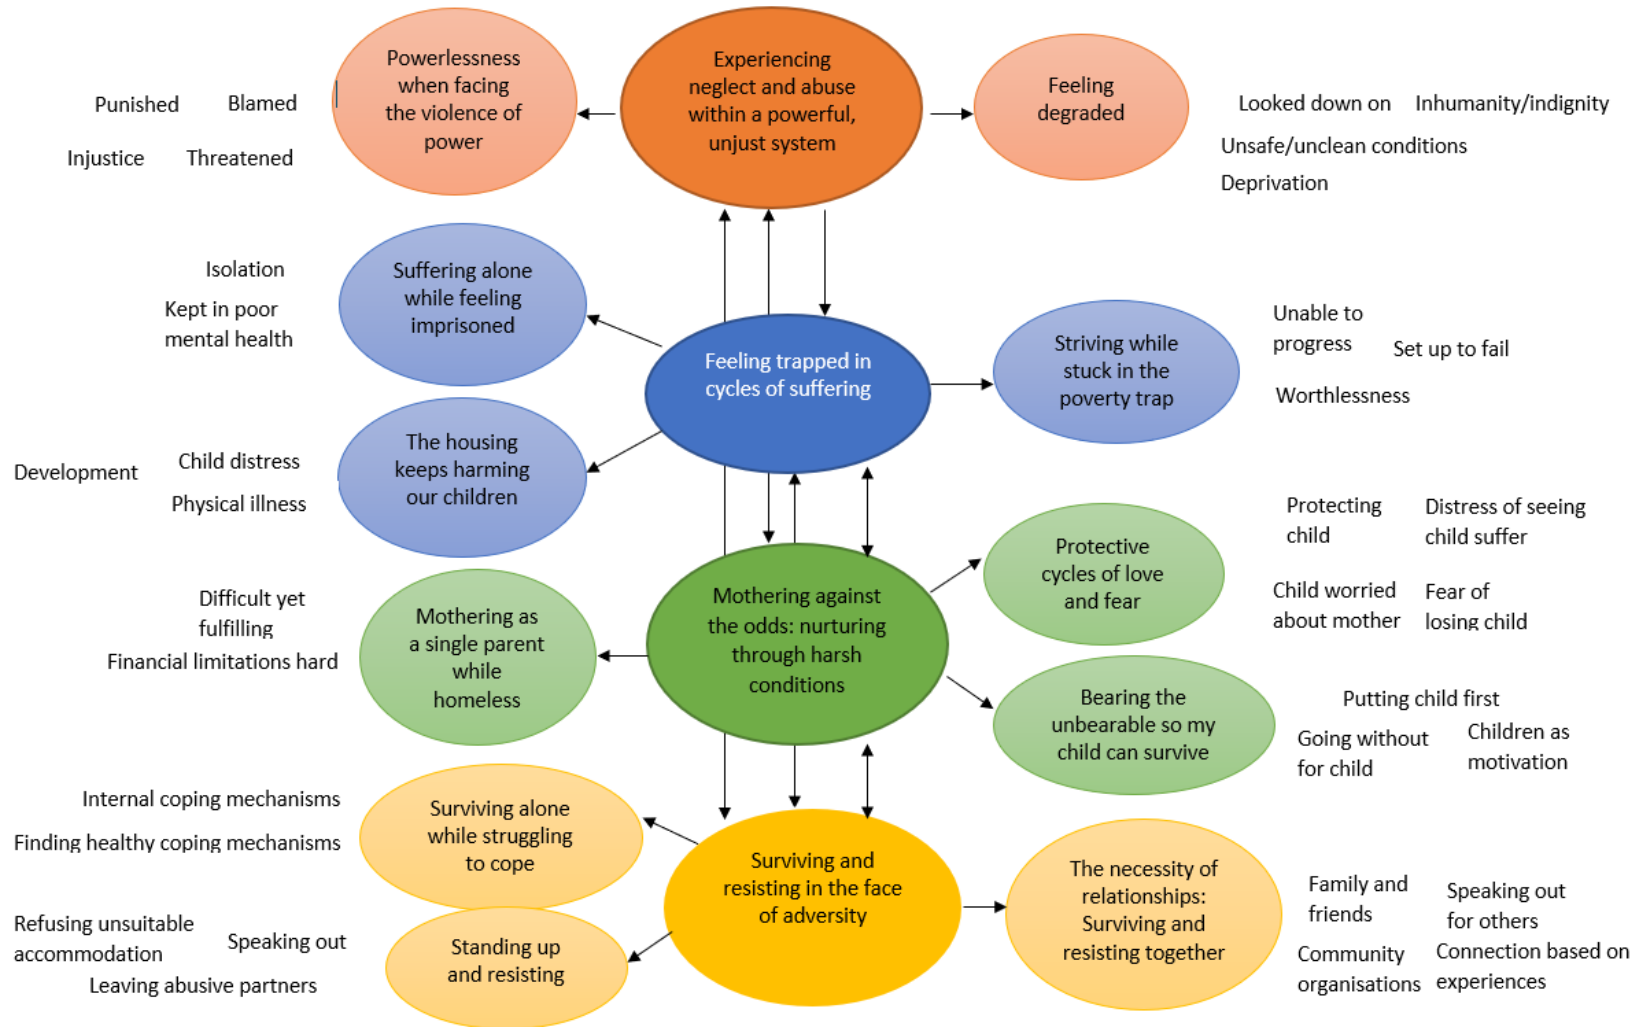 Powerlessness
when facing
the violence of
power
Punished
Blamed
Injustice
Threatened
Experiencing
neglect and abuse
within a powerful,
unjust system
Feeling
degraded
Looked down on
Inhumanity/indignity
Unsafe/unclean conditions
Deprivation
Isolation
Kept in poor
mental health
Suffering alone
while feeling
imprisoned
Feeling trapped in
cycles of suffering
Striving while
stuck in the
poverty trap
Unable to
progress
Set up to fail
Worthlessness
Development
Child distress
Physical illness
The housing
keeps harming
our children
Protective
cycles of love
and fear
Protecting
child
Distress of seeing
child suffer
Child worried
about mother
Fear of
losing child
Difficult yet
fulfilling
Financial limitations hard
Mothering as
a single parent
while
homeless
Mothering against
the odds: nurturing
through harsh
conditions
Bearing the
unbearable so my
child can survive
Putting child first
Going without
for child
Children as
motivation
Internal coping mechanisms
Finding healthy coping mechanisms
Surviving alone
while struggling
to cope
Surviving and
resisting in the face
of adversity
The necessity of
relationships:
Surviving and
resisting together
Family and
friends
Speaking out
for others
Community
organisations
Connection based on
experiences
Refusing unsuitable
accommodation
Speaking out
Leaving abusive partners
Standing up
and resisting